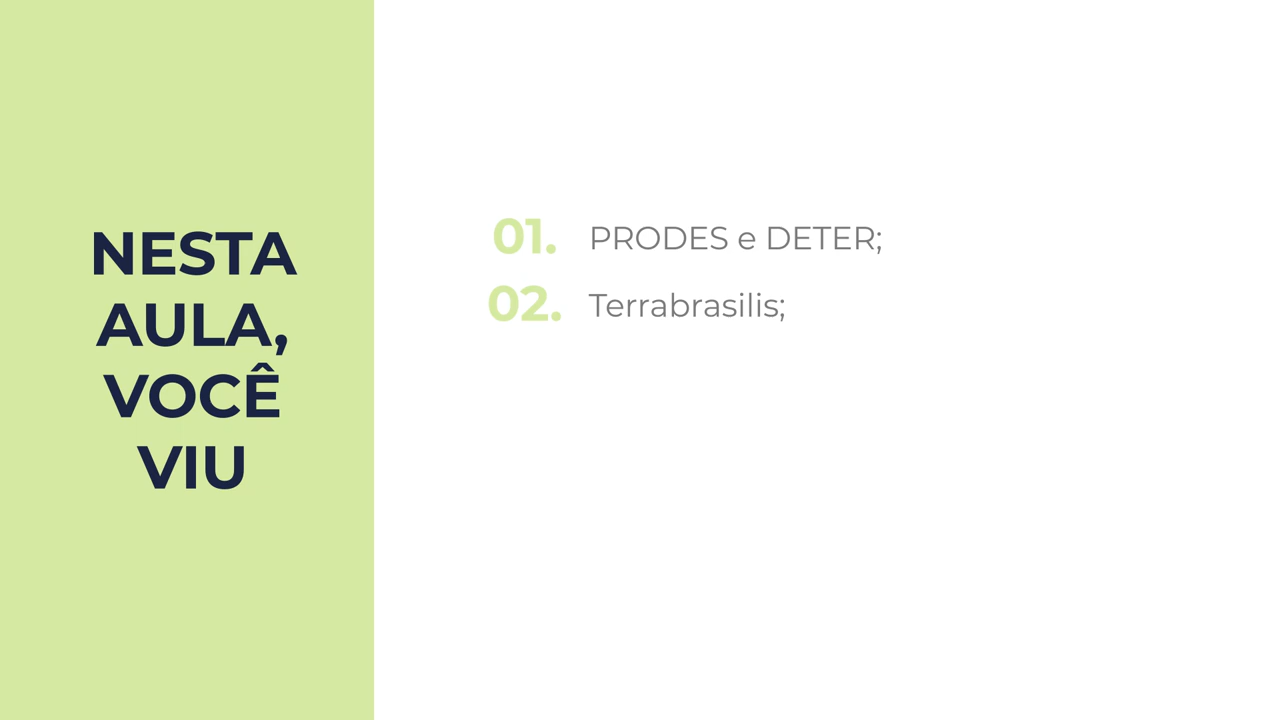 NESTA
AULA,
VOCÊ
VIU
01. PRODES e DETER;
02. Terrabrasilis;